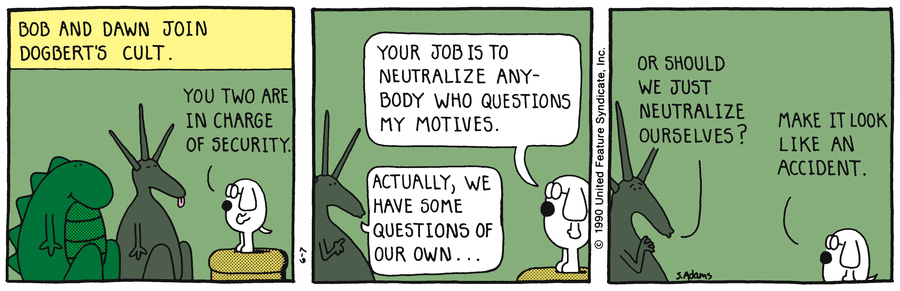 BOB AND DAWN JOIN
DOGBERT'S CULT.
YOU TWO ARE
IN CHARGE
OF SECURITY.
6-7
YOUR JOB IS TO
NEUTRALIZE ANY-
BODY WHO QUESTIONS
MY MOTIVES.
ACTUALLY, WE
HAVE SOME
QUESTIONS OF
OUR OWN...
© 1990 United Feature Syndicate, Inc.
OR SHOULD
WE JUST
NEUTRALIZE
OURSELVES?
MAKE IT LOOK
LIKE AN
ACCIDENT.
S.Adams